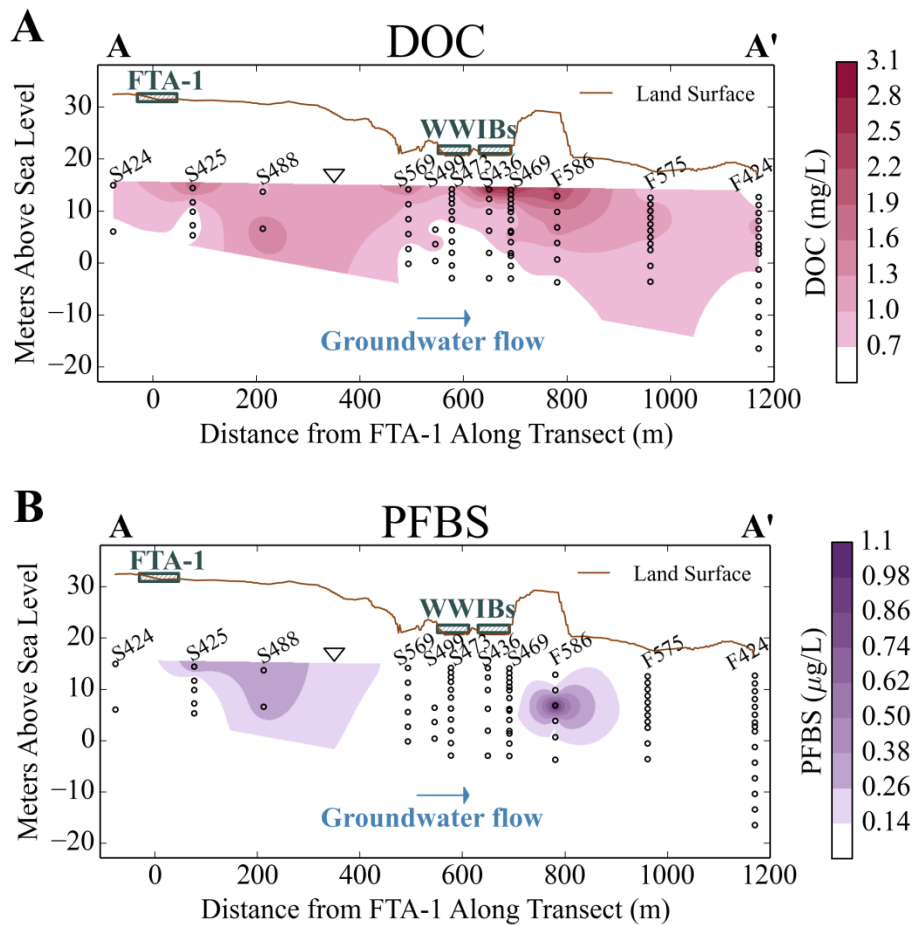 A
A DOC A'
FTA-1
Land Surface
WWIBs
S424
S425
S488
S569
S499
S473
S436
S469
F586
F575
F424
Groundwater flow
30
20
10
0
−10
−20
Meters Above Sea Level
0 200 400 600 800 1000 1200
Distance from FTA-1 Along Transect (m)
3.1
2.8
2.5
2.2
1.9
1.6
1.3
1.0
0.7
DOC (mg/L)
B
A PFBS A'
FTA-1
Land Surface
WWIBs
S424
S425
S488
S569
S499
S473
S436
S469
F586
F575
F424
Groundwater flow
30
20
10
0
−10
−20
Meters Above Sea Level
0 200 400 600 800 1000 1200
Distance from FTA-1 Along Transect (m)
1.1
0.98
0.86
0.74
0.62
0.50
0.38
0.26
0.14
PFBS (μg/L)